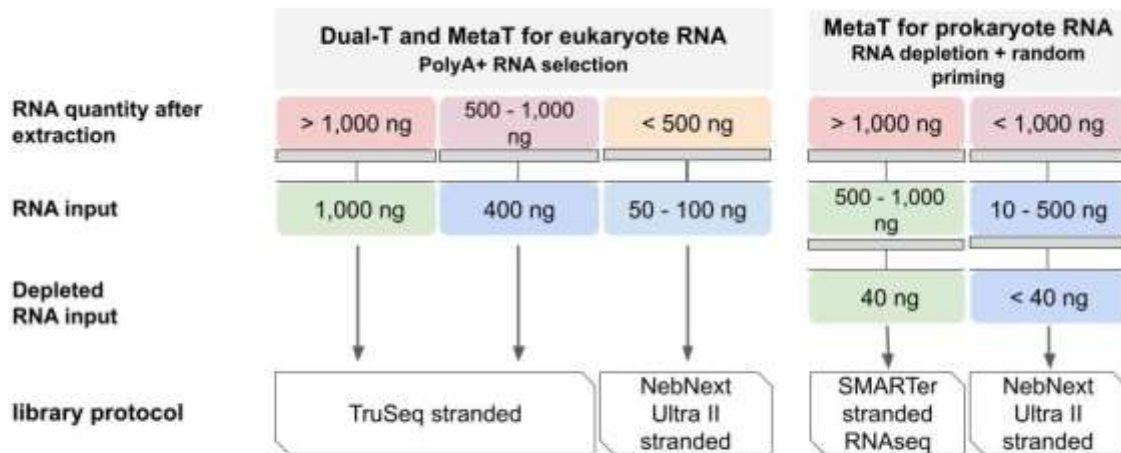 Dual-T and MetaT for eukaryote RNA
PolyA+ RNA selection
MetaT for prokaryote RNA
RNA depletion + random
priming
RNA quantity after
extraction
> 1,000 ng
500 - 1,000
ng
< 500 ng
> 1,000 ng
< 1,000 ng
RNA input
1,000 ng
400 ng
50 - 100 ng
500 - 1,000
ng
10 - 500 ng
Depleted
RNA input
40 ng
< 40 ng
library protocol
TruSeq stranded
NebNext
Ultra II
stranded
SMARTer
stranded
RNAseq
NebNext
Ultra II
stranded